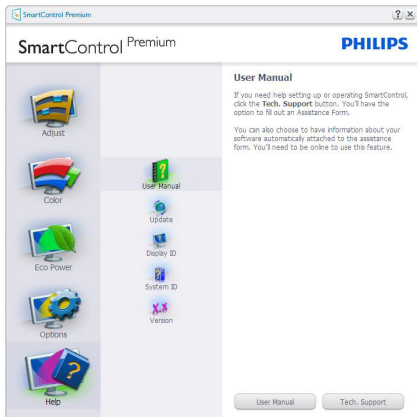 SmartControl Premium
? X
SmartControl Premium
PHILIPS
Adjust
Color
Eco Power
Options
Help
User Manual
Update
Display ID
System ID
X.X
Version
User Manual
If you need help setting up or operating SmartControl,
click the Tech. Support button. You'll have the
option to fill out an Assistance Form.
You can also choose to have information about your
software automatically attached to the assistance
form. You'll need to be online to use this feature.
User Manual
Tech. Support